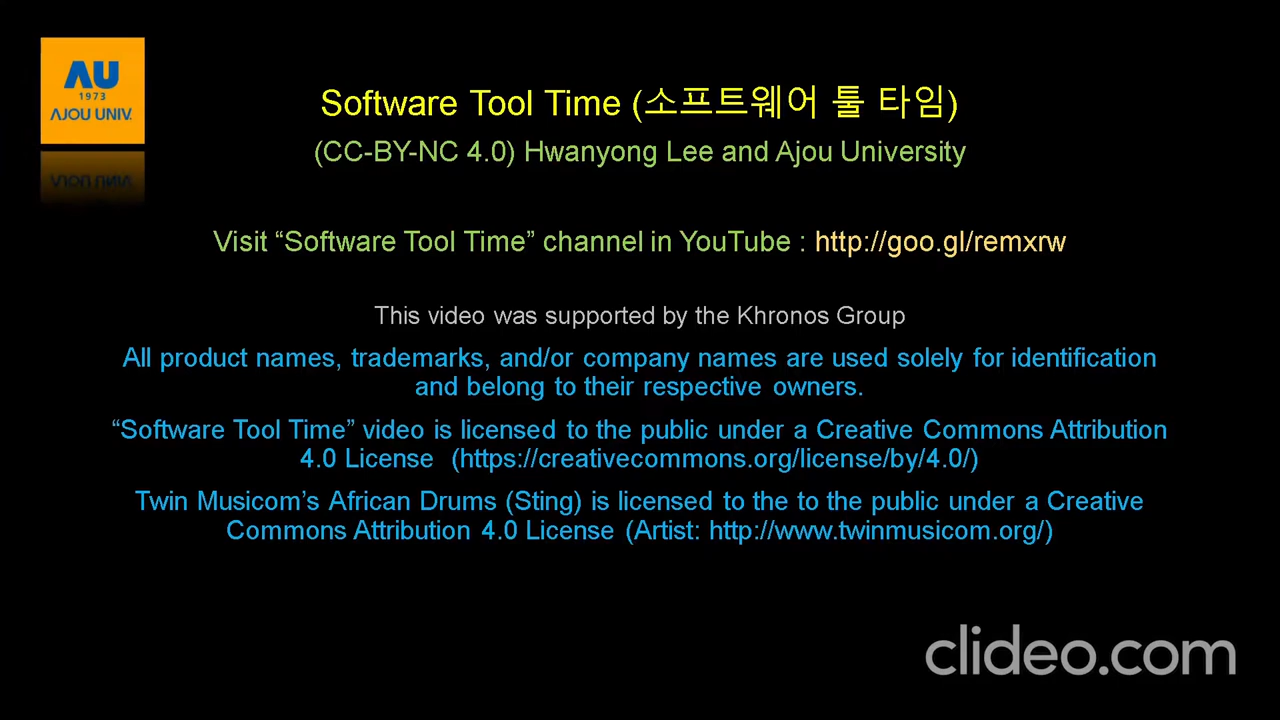 AU
1973
AJOU UNIV.
Software Tool Time (소프트웨어 툴 타임)
(CC-BY-NC 4.0) Hwanyong Lee and Ajou University
Visit “Software Tool Time” channel in YouTube : http://goo.gl/remxrw
This video was supported by the Khronos Group
All product names, trademarks, and/or company names are used solely for identification
and belong to their respective owners.
“Software Tool Time” video is licensed to the public under a Creative Commons Attribution
4.0 License (https://creativecommons.org/license/by/4.0/)
Twin Musicom’s African Drums (Sting) is licensed to the to the public under a Creative
Commons Attribution 4.0 License (Artist: http://www.twinmusicom.org/)
clideo.com